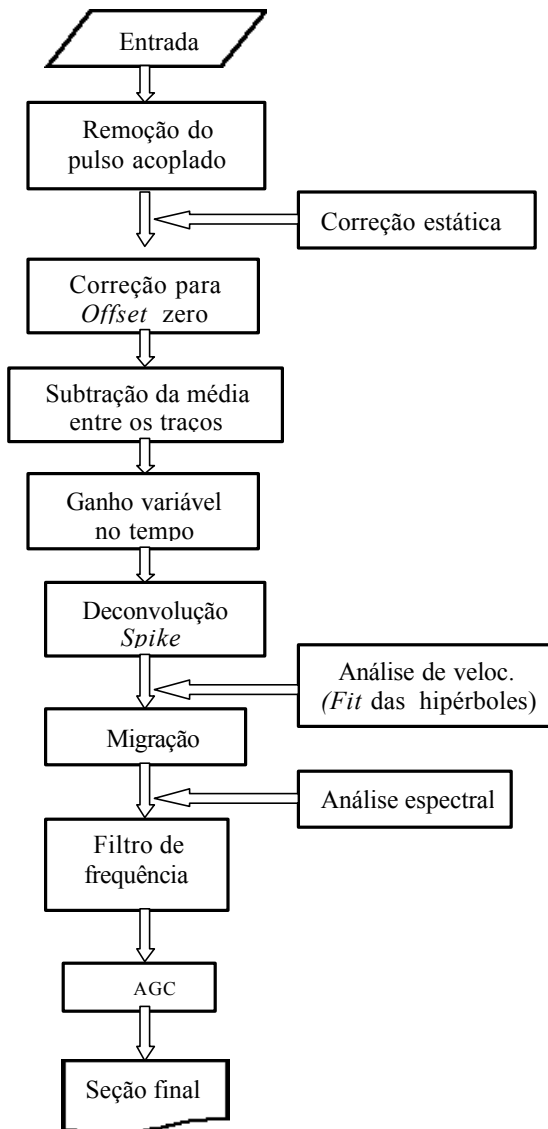 Entrada
Remoção do
pulso acoplado
Correção estática
Correção para
Offset zero
Subtração da média
entre os traços
Ganho variável
no tempo
Deconvolução
Spike
Análise de veloc.
(Fit das hipérboles)
Migração
Análise espectral
Filtro de
frequência
AGC
Seção final